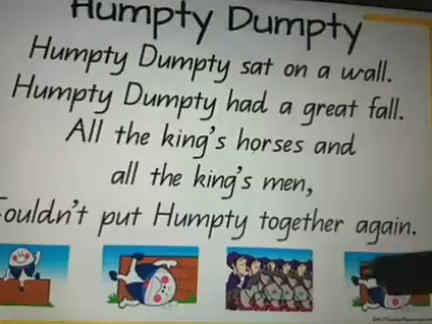 Humpty Dumpty
Humpty Dumpty sat on a wall.
Humpty Dumpty had a great fall.
All the king's horses and
all the king's men,
Couldn't put Humpty together again.